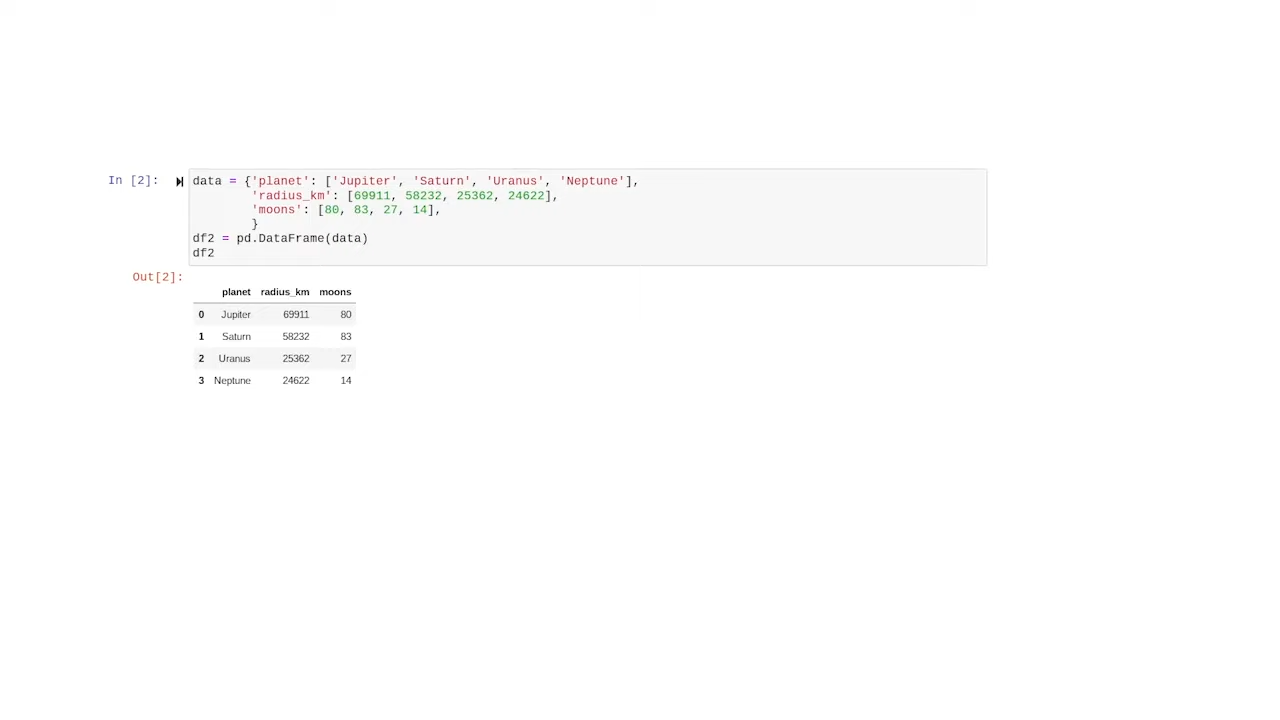 In [2]: data = {'planet': ['Jupiter', 'Saturn', 'Uranus', 'Neptune'],
'radius_km': [69911, 58232, 25362, 24622],
'moons': [80, 83, 27, 14],
}
df2 = pd.DataFrame(data)
df2
Out[2]:
planet radius_km moons
0 Jupiter 69911 80
1 Saturn 58232 83
2 Uranus 25362 27
3 Neptune 24622 14